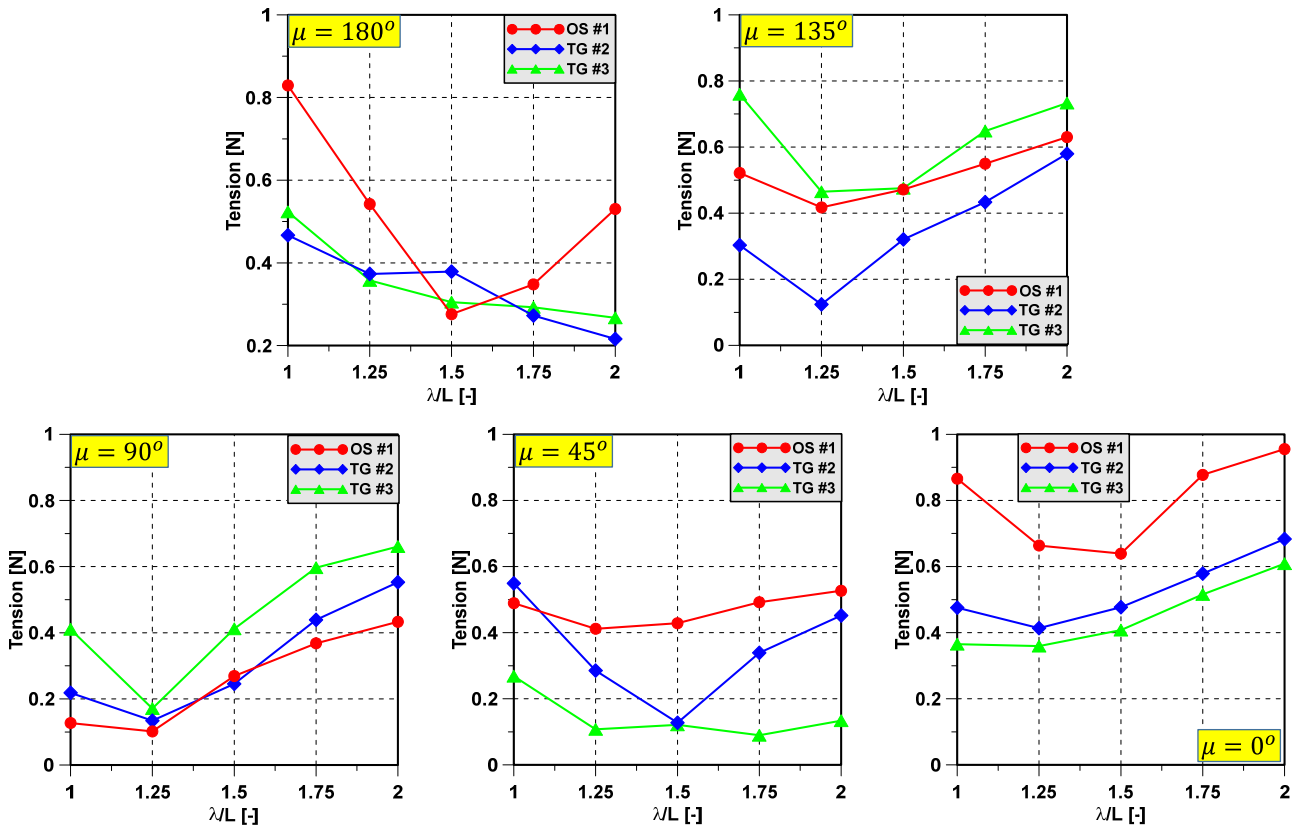 μ = 180°
OS #1
TG #2
TG #3
Tension [N]
1
0.8
0.6
0.4
0.2
1 1.25 1.5 1.75 2
λ/L [-]
μ = 135°
OS #1
TG #2
TG #3
Tension [N]
1
0.8
0.6
0.4
0.2
0
1 1.25 1.5 1.75 2
λ/L [-]
μ = 90°
OS #1
TG #2
TG #3
Tension [N]
1
0.8
0.6
0.4
0.2
0
1 1.25 1.5 1.75 2
λ/L [-]
μ = 45°
OS #1
TG #2
TG #3
Tension [N]
1
0.8
0.6
0.4
0.2
0
1 1.25 1.5 1.75 2
λ/L [-]
OS #1
TG #2
TG #3
μ = 0°
Tension [N]
1
0.8
0.6
0.4
0.2
0
1 1.25 1.5 1.75 2
λ/L [-]